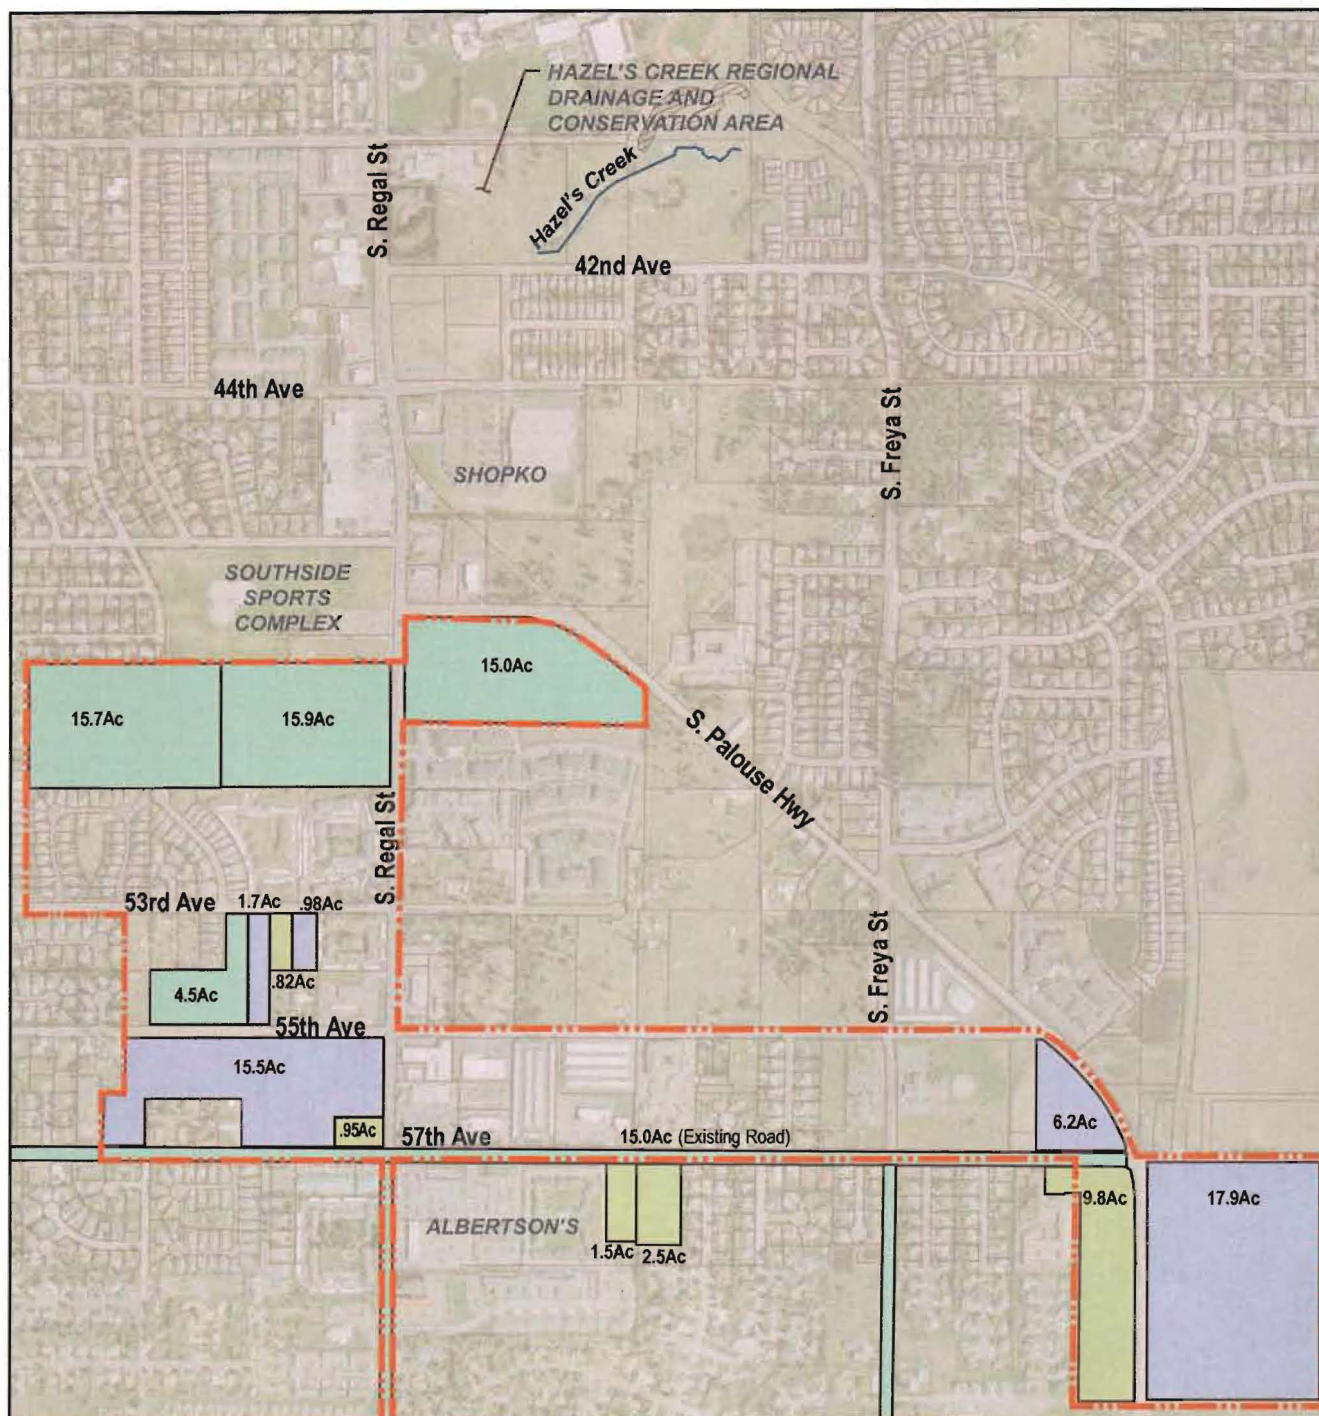 HAZEL'S CREEK REGIONAL
DRAINAGE AND
CONSERVATION AREA
S. Regal St
Hazel's Creek
42nd Ave
44th Ave
S. Freya St
SHOPKO
SOUTHSIDE
SPORTS
COMPLEX
15.0Ac
15.7Ac
15.9Ac
S. Palouse Hwy
S. Regal St
53rd Ave
1.7Ac
.98Ac
.82Ac
4.5Ac
S. Freya St
55th Ave
15.5Ac
.95Ac
57th Ave
15.0Ac (Existing Road)
6.2Ac
9.8Ac
17.9Ac
ALBERTSON'S
1.5Ac
2.5Ac